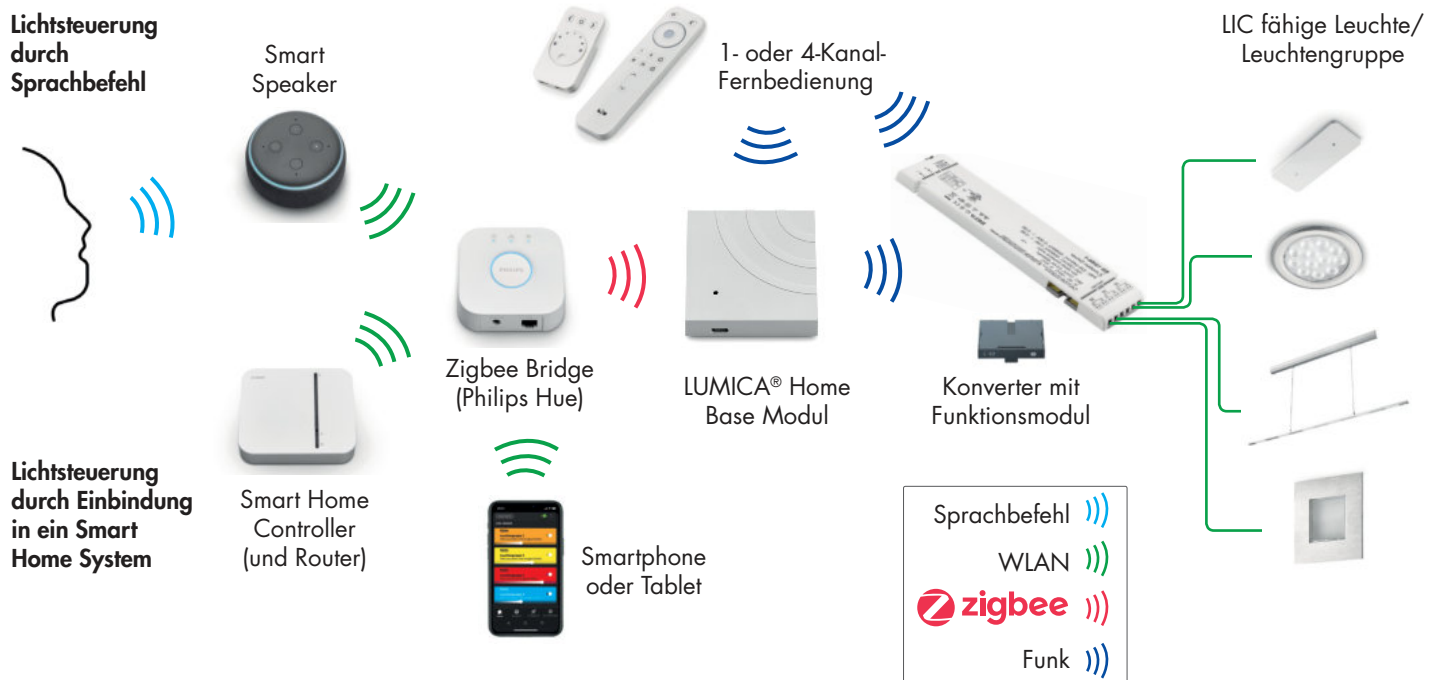 Lichtsteuerung
durch
Sprachbefehl
Smart
Speaker
1- oder 4-Kanal-
Fernbedienung
LIC fähige Leuchte/
Leuchtengruppe
PHILIPS
Zigbee Bridge
(Philips Hue)
LUMICA® Home
Base Modul
Konverter mit
Funktionsmodul
Lichtsteuerung
durch Einbindung
in ein Smart
Home System
Smart Home
Controller
(und Router)
Smartphone
oder Tablet
Sprachbefehl
WLAN
zigbee
Funk